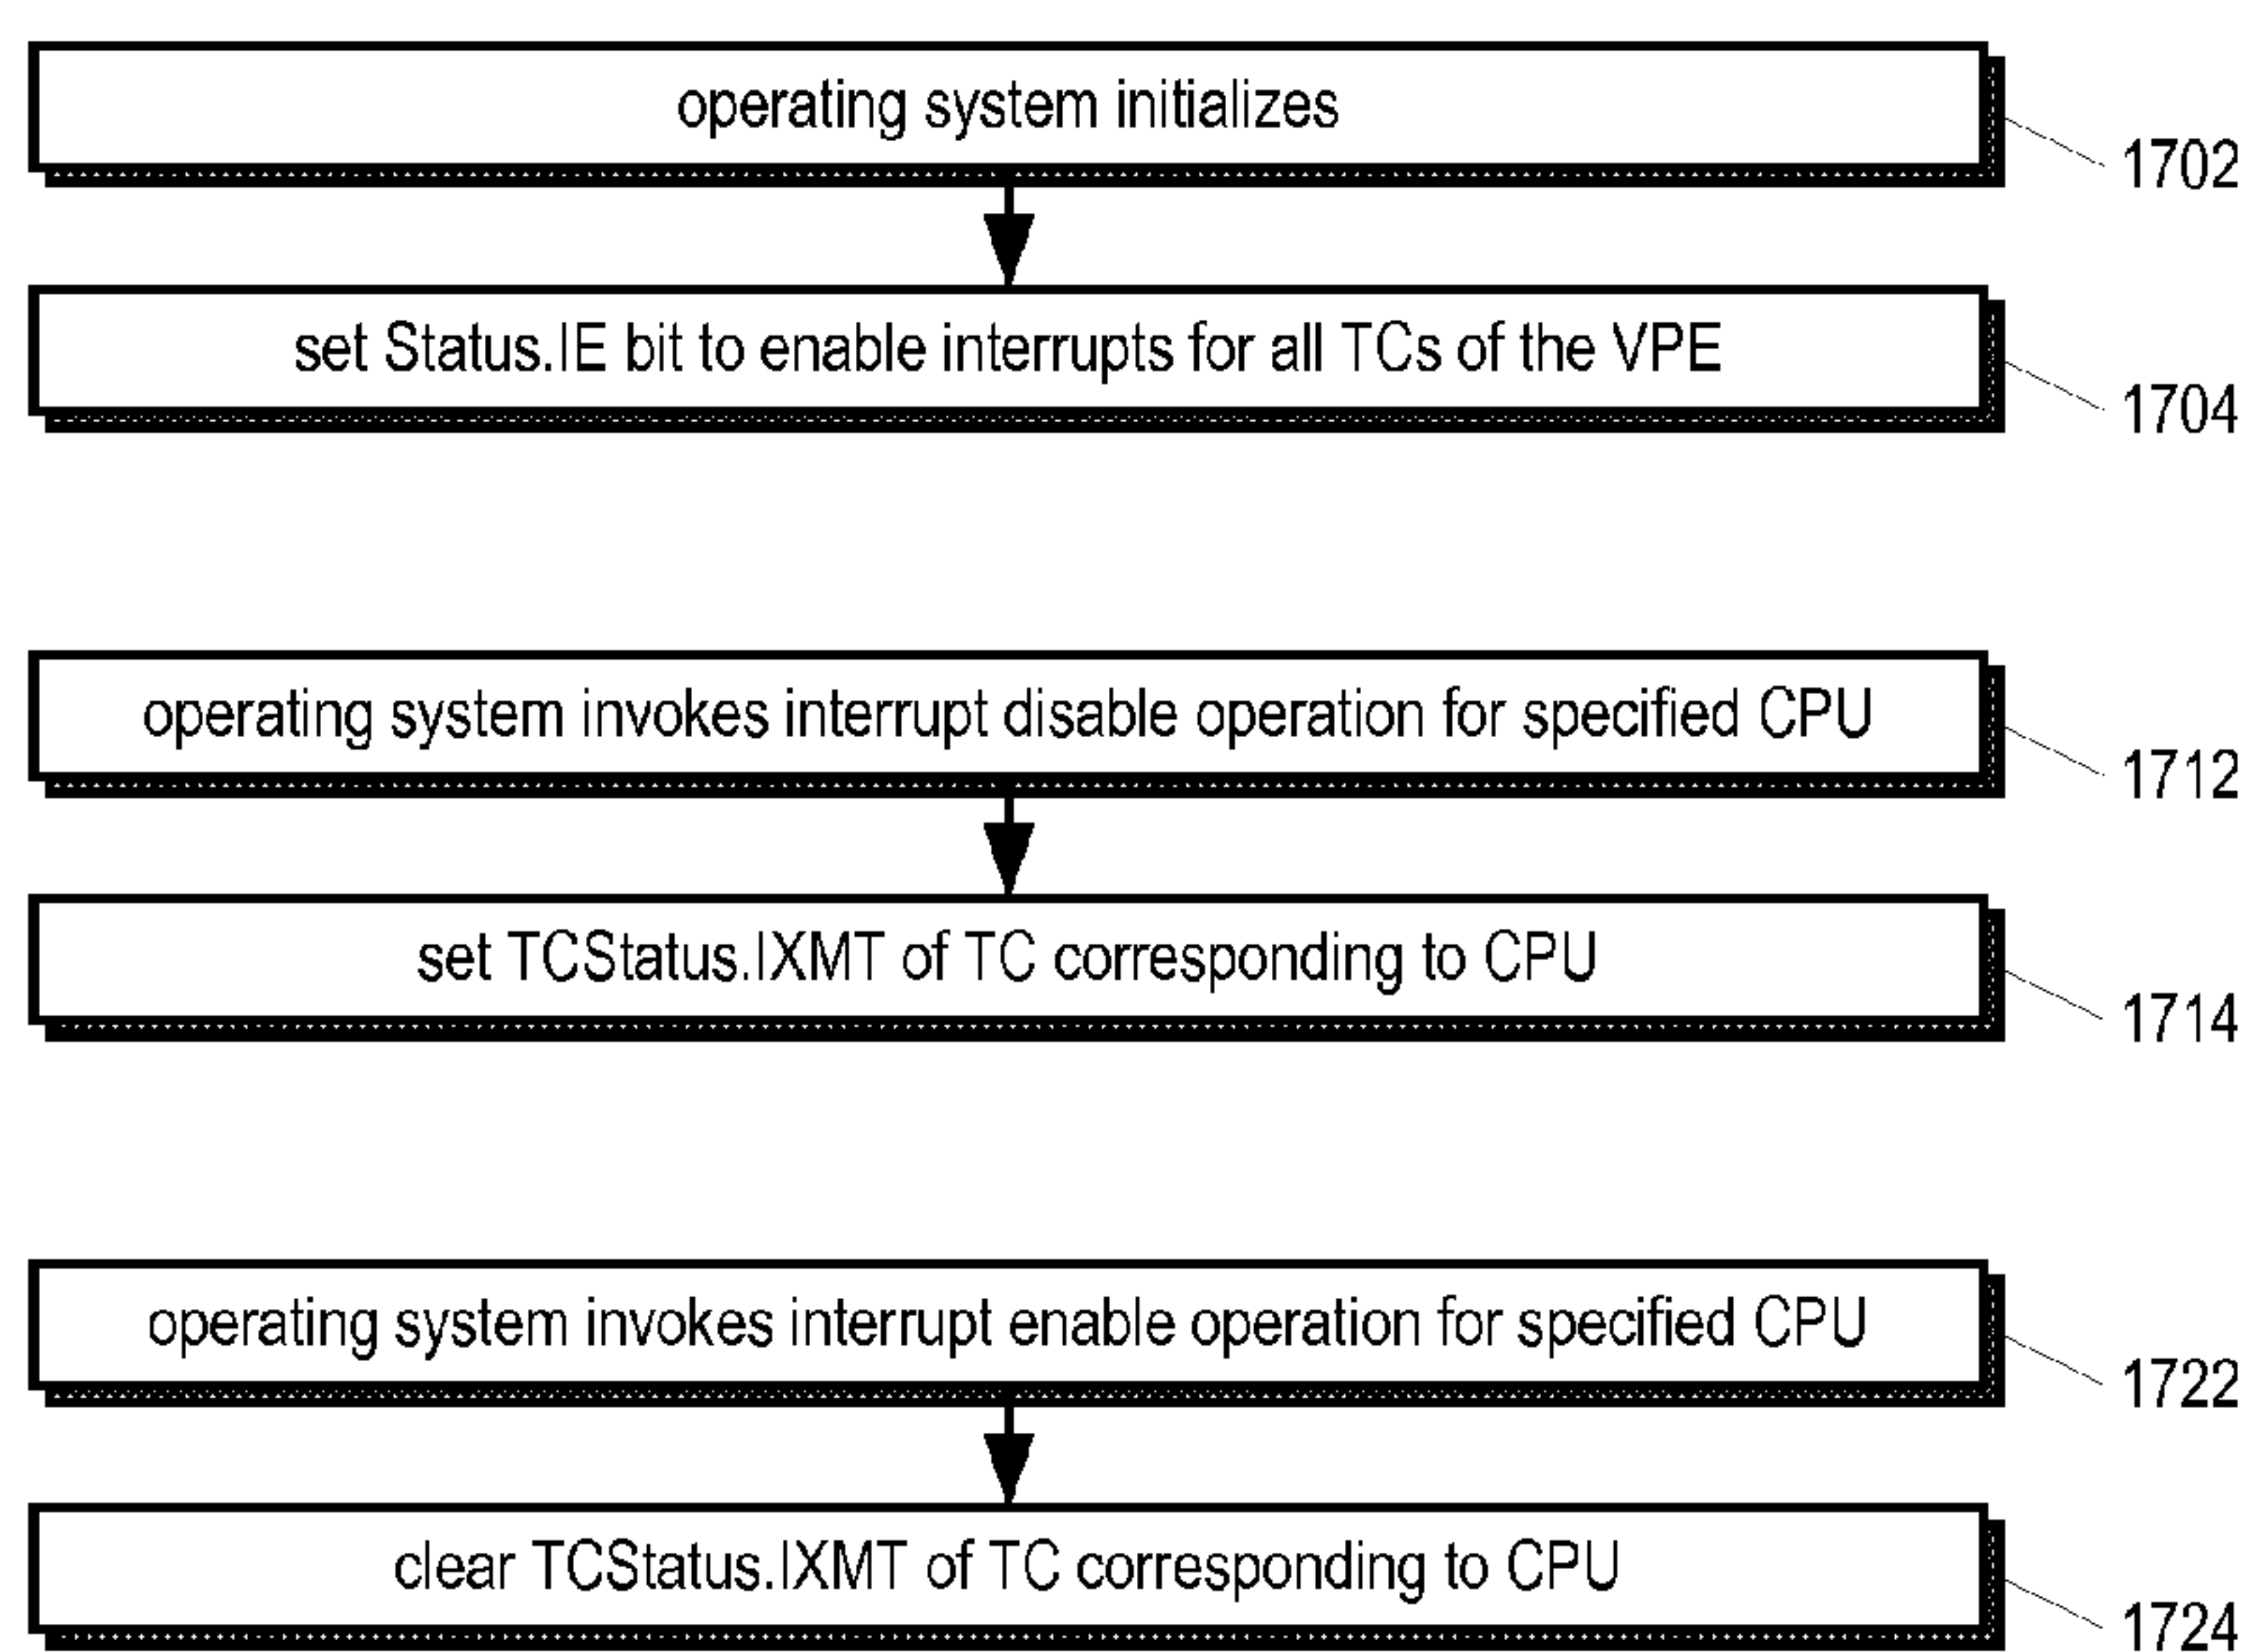 operating system initializes
1702
set Status.IE bit to enable interrupts for all TCs of the VPE
1704
operating system invokes interrupt disable operation for specified CPU
1712
set TCStatus.IXMT of TC corresponding to CPU
1714
operating system invokes interrupt enable operation for specified CPU
1722
clear TCStatus.IXMT of TC corresponding to CPU
1724